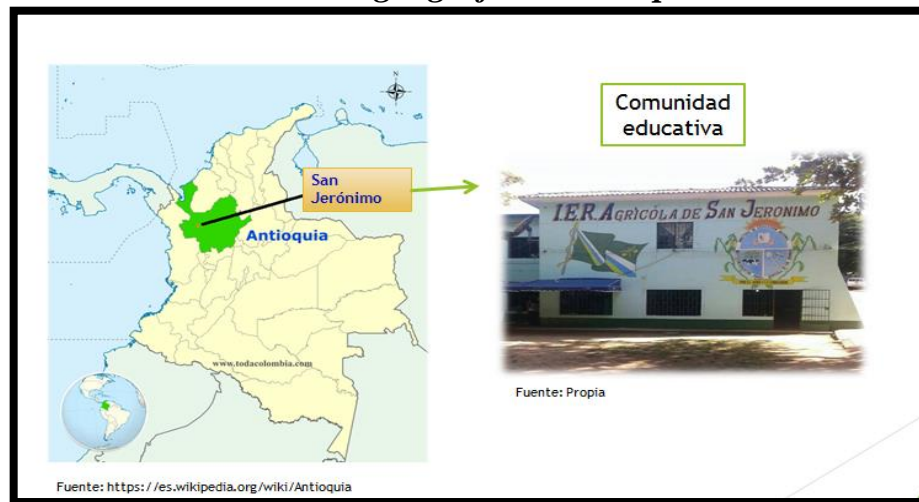 N
San
Jerónimo
Antioquia
www.todacolombia.com
Fuente: https://es.wikipedia.org/wiki/Antioquia
Comunidad
educativa
I.E.R. AGRÍCÓLA DE SAN JERONIMO
Fuente: Propia